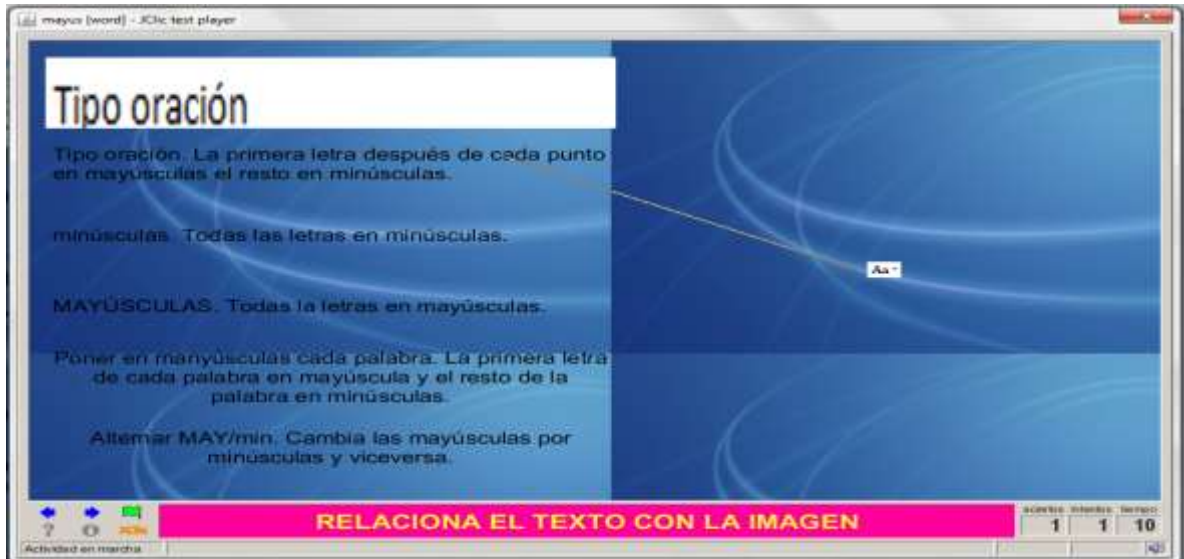 mayus (word) - JClic test player
Tipo oración
Tipo oración. La primera letra después de cada punto
en mayúsculas el resto en minúsculas.
minúsculas. Todas las letras en minúsculas.
MAYÚSCULAS. Todas la letras en mayúsculas.
Poner en manyúsculas cada palabra. La primera letra
de cada palabra en mayúscula y el resto de la
palabra en minúsculas.
Alternar MAY/min. Cambia las mayúsculas por
minúsculas y viceversa.
Aa
RELACIONA EL TEXTO CON LA IMAGEN
aciertos intentos tiempo
1 1 10
Actividad en marcha